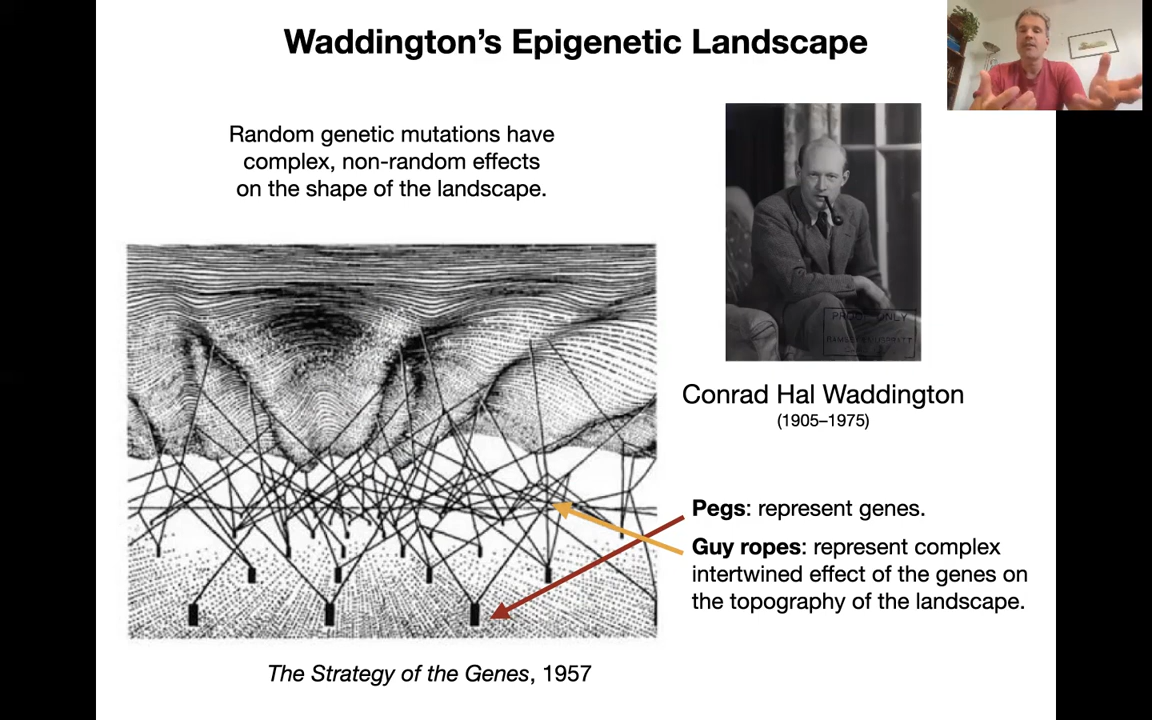 Waddington’s Epigenetic Landscape
Random genetic mutations have
complex, non-random effects
on the shape of the landscape.
PROOF ONLY
Conrad Hal Waddington
(1905–1975)
Pegs: represent genes.
Guy ropes: represent complex
intertwined effect of the genes on
the topography of the landscape.
The Strategy of the Genes, 1957